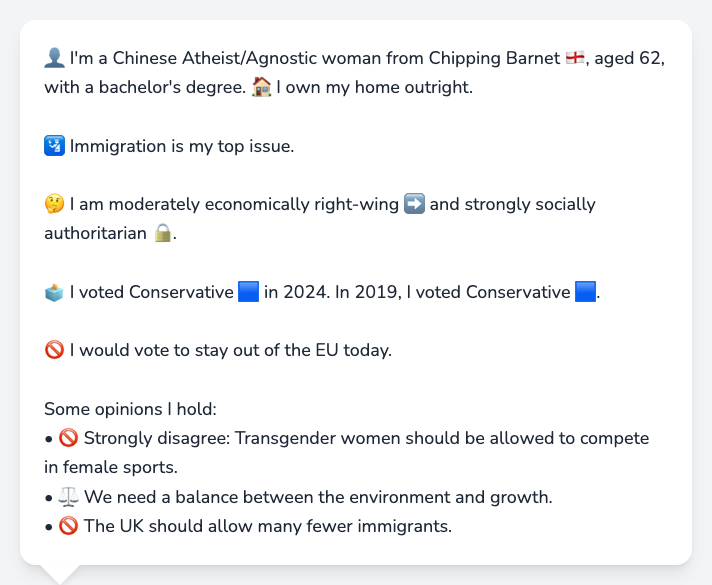 👤 I'm a Chinese Atheist/Agnostic woman from Chipping Barnet 🏴󠁧󠁢󠁥󠁮󠁧󠁿, aged 62,
with a bachelor's degree. 🏠 I own my home outright.
🛂 Immigration is my top issue.
🤔 I am moderately economically right-wing ➡️ and strongly socially
authoritarian 🔒.
🗳️ I voted Conservative 🟦 in 2024. In 2019, I voted Conservative 🟦.
🚫 I would vote to stay out of the EU today.
Some opinions I hold:
• 🚫 Strongly disagree: Transgender women should be allowed to compete
in female sports.
• ⚖️ We need a balance between the environment and growth.
• 🚫 The UK should allow many fewer immigrants.